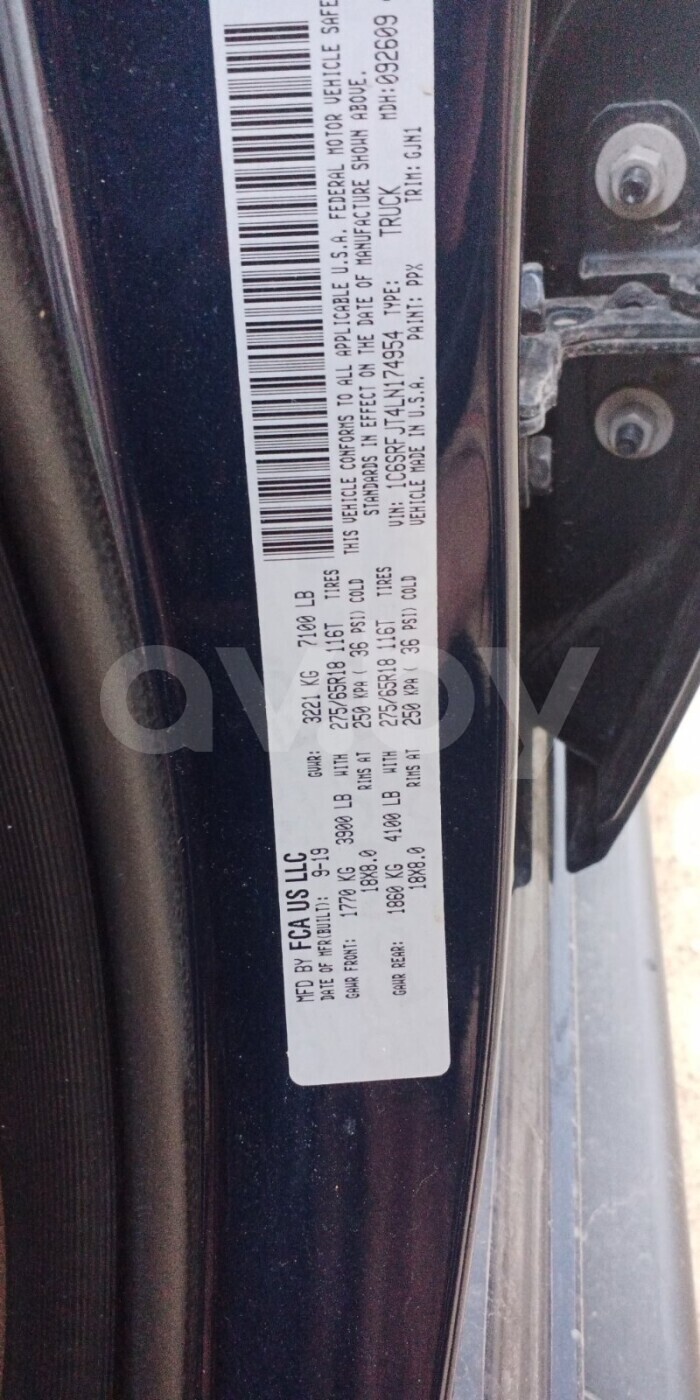 MFD BY FCA US LLC
DATE OF MFR(BUILT): 9-19 GVWR: 3221 KG 7100 LB
GAWR FRONT: 1770 KG 3900 LB WITH 275/65R18 116T TIRES
18X8.0 RIMS AT 250 KPA ( 36 PSI) COLD
GAWR REAR: 1860 KG 4100 LB WITH 275/65R18 116T TIRES
18X8.0 RIMS AT 250 KPA ( 36 PSI) COLD
THIS VEHICLE CONFORMS TO ALL APPLICABLE U.S.A. FEDERAL MOTOR VEHICLE SAFE
STANDARDS IN EFFECT ON THE DATE OF MANUFACTURE SHOWN ABOVE.
VIN: 1C6SRFJT4LN174954 TYPE: TRUCK MDH:092609
VEHICLE MADE IN U.S.A. PAINT: PPX TRIM: GJN1
av.by